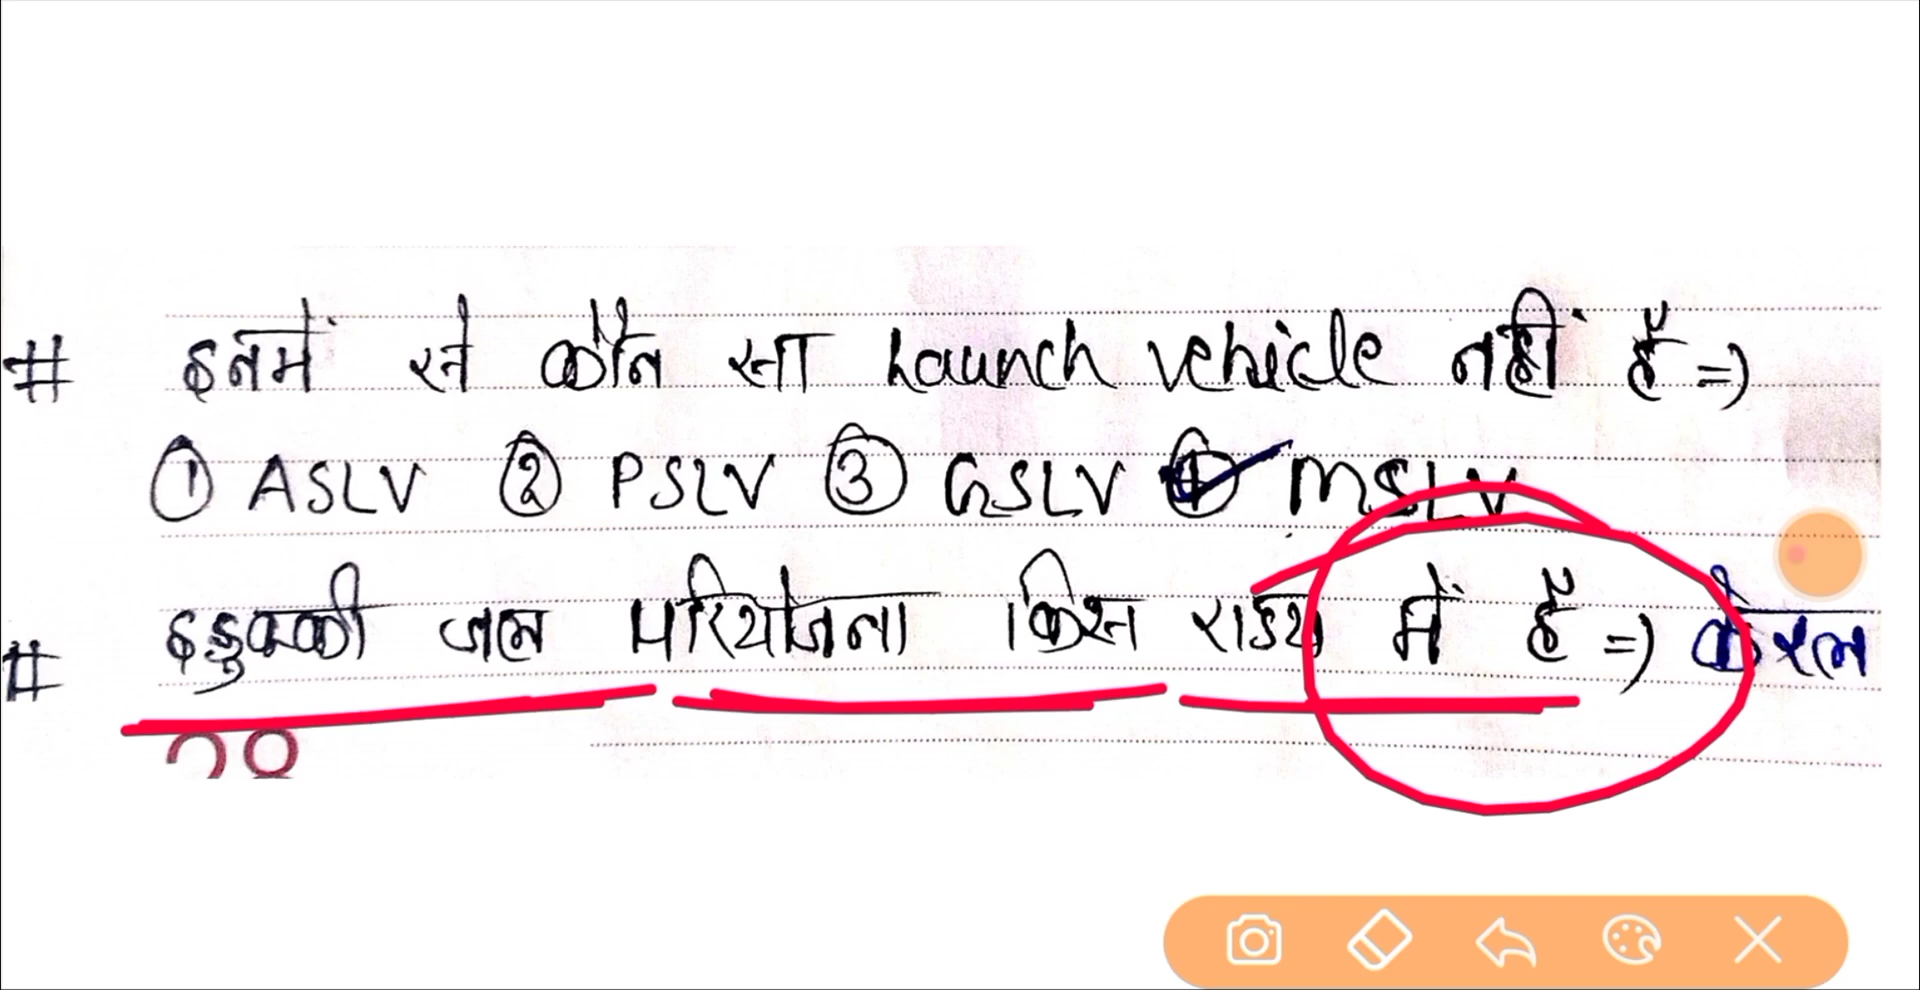 # इनमें से कौन सा Launch vehicle नहीं है =)
① ASLV ② PSLV ③ GSLV ④ MSLV
# इडुक्की जल परियोजना किस राज्य में है =) केरल